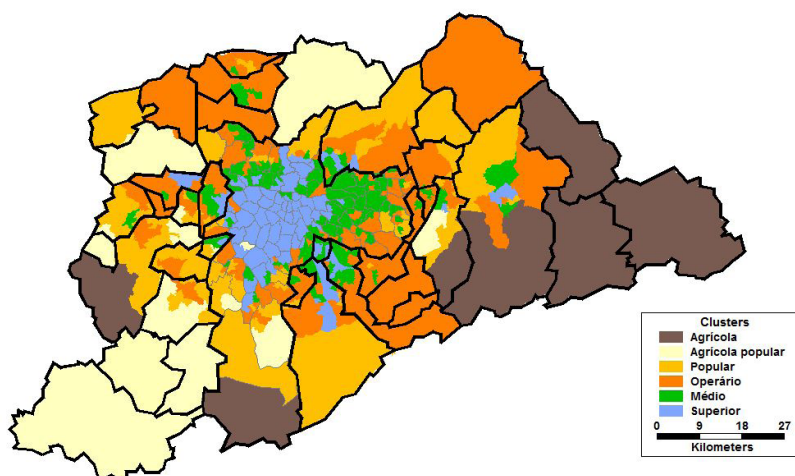 Clusters
Agrícola
Agrícola popular
Popular
Operário
Médio
Superior
0 9 18 27
Kilometers